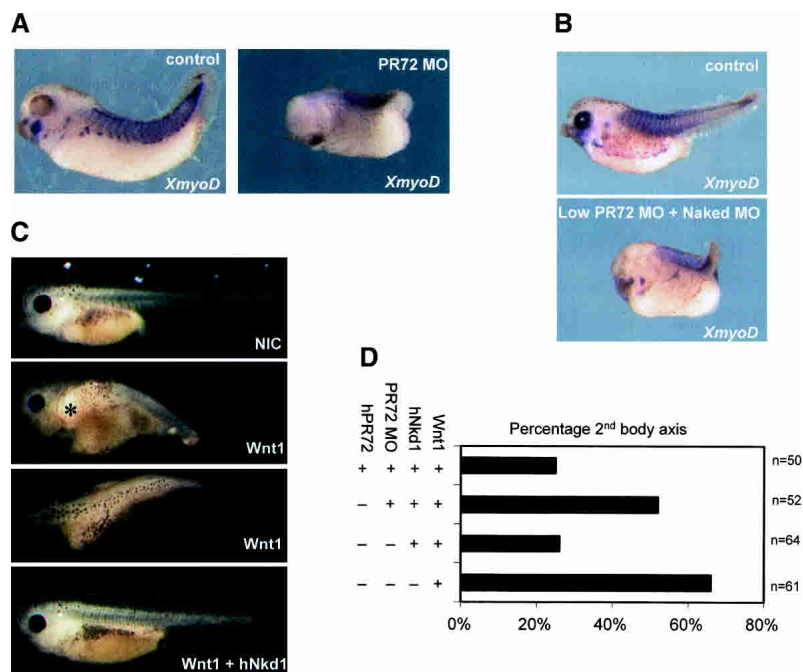 A
control
XmyoD
PR72 MO
XmyoD
B
control
XmyoD
Low PR72 MO + Naked MO
XmyoD
C
NIC
*
Wnt1
Wnt1
Wnt1 + hNkd1
D
hPR72
PR72 MO
hNkd1
Wnt1
Percentage 2nd body axis
+ + + + n=50
– + + + n=52
– – + + n=64
– – – + n=61
0% 20% 40% 60% 80%